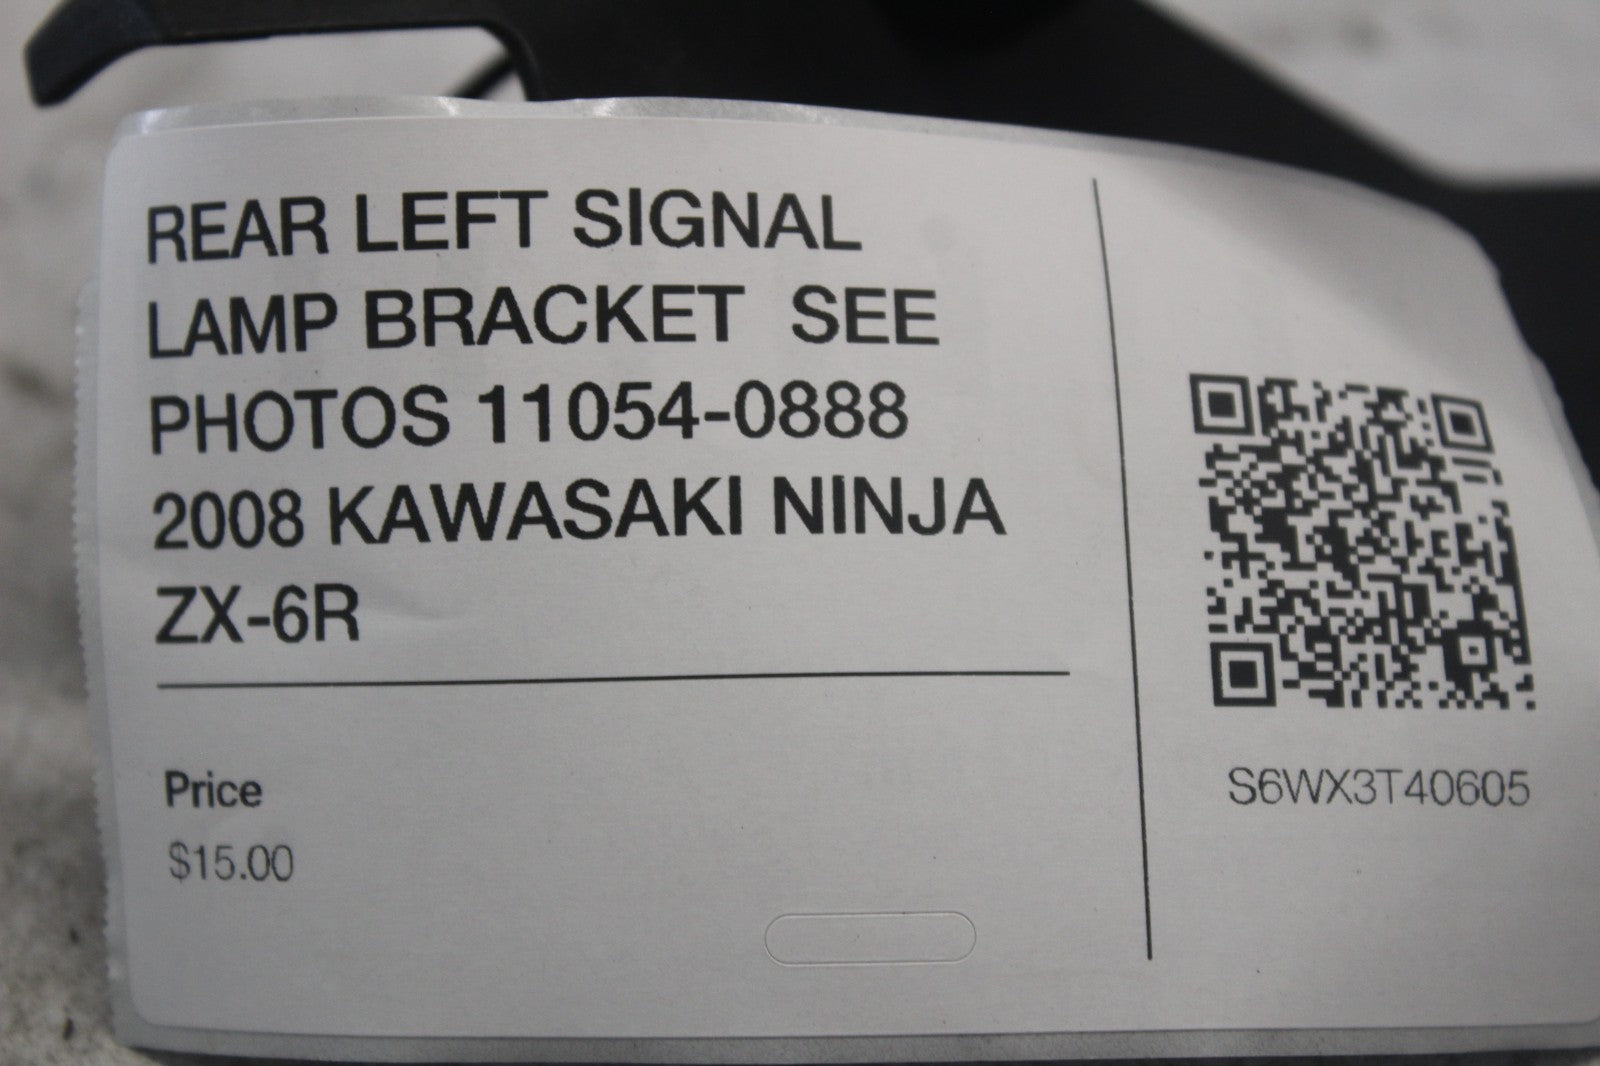 REAR LEFT SIGNAL
LAMP BRACKET  SEE
PHOTOS 11054-0888
2008 KAWASAKI NINJA
ZX-6R
Price
$15.00
S6WX3T40605